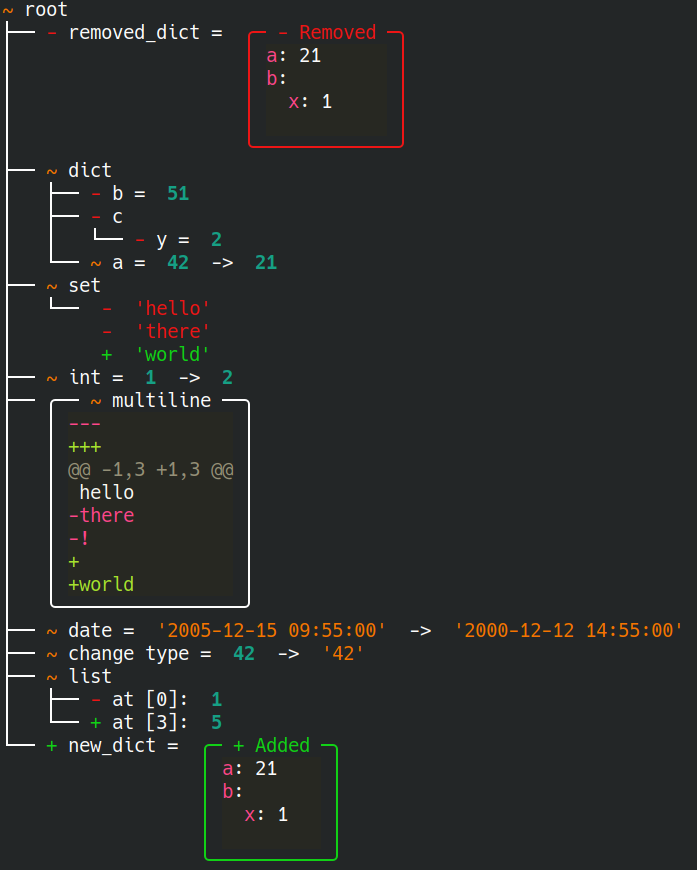 ~ root
- removed_dict =
- Removed
a: 21
b:
x: 1
~ dict
- b = 51
- c
- y = 2
~ a = 42 -> 21
~ set
- 'hello'
- 'there'
+ 'world'
~ int = 1 -> 2
~ multiline
---
+++
@@ -1,3 +1,3 @@
hello
-there
-!
+
+world
~ date = '2005-12-15 09:55:00' -> '2000-12-12 14:55:00'
~ change type = 42 -> '42'
~ list
- at [0]: 1
+ at [3]: 5
+ new_dict =
+ Added
a: 21
b:
x: 1